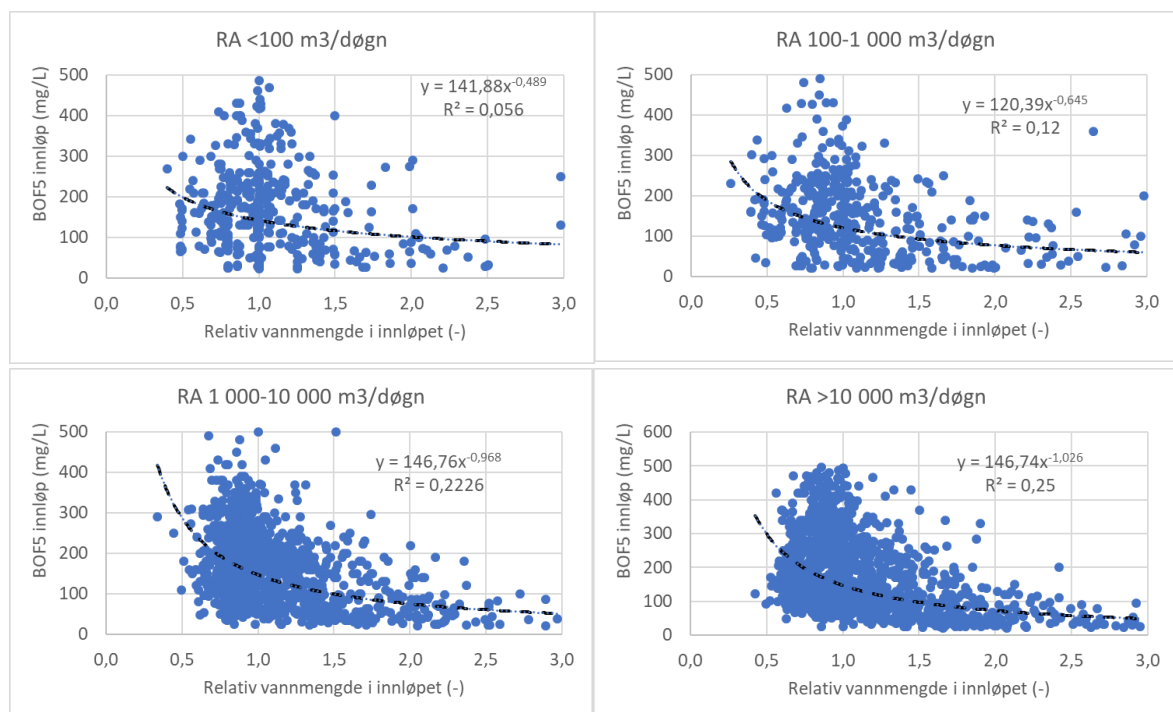 RA <100 m3/døgn
BOF5 innløp (mg/L)
500
400
300
200
100
0
y = 141,88x^-0,489
R² = 0,056
0,0 0,5 1,0 1,5 2,0 2,5 3,0
Relativ vannmengde i innløpet (-)
RA 100-1 000 m3/døgn
BOF5 innløp (mg/L)
500
400
300
200
100
0
y = 120,39x^-0,645
R² = 0,12
0,0 0,5 1,0 1,5 2,0 2,5 3,0
Relativ vannmengde i innløpet (-)
RA 1 000-10 000 m3/døgn
BOF5 innløp (mg/L)
500
400
300
200
100
0
y = 146,76x^-0,968
R² = 0,2226
0,0 0,5 1,0 1,5 2,0 2,5 3,0
Relativ vannmengde i innløpet (-)
RA >10 000 m3/døgn
BOF5 innløp (mg/L)
600
500
400
300
200
100
0
y = 146,74x^-1,026
R² = 0,25
0,0 0,5 1,0 1,5 2,0 2,5 3,0
Relativ vannmengde i innløpet (-)